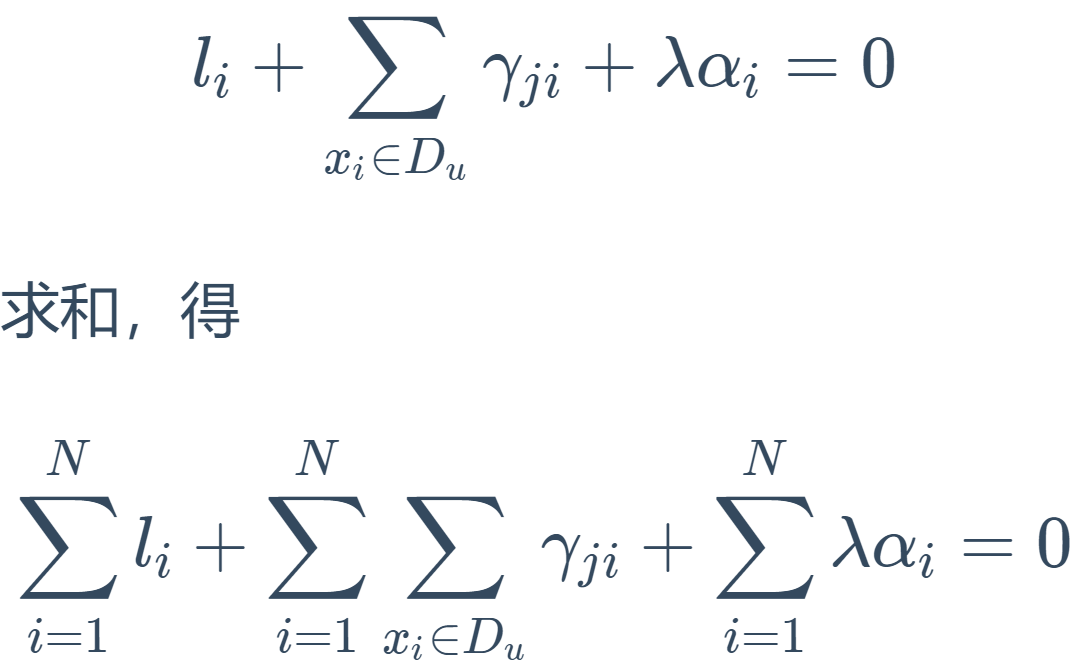 l_i + \sum_{x_i \in D_u} \gamma_{ji} + \lambda \alpha_i = 0
求和，得
\sum_{i=1}^{N} l_i + \sum_{i=1}^{N} \sum_{x_i \in D_u} \gamma_{ji} + \sum_{i=1}^{N} \lambda \alpha_i = 0